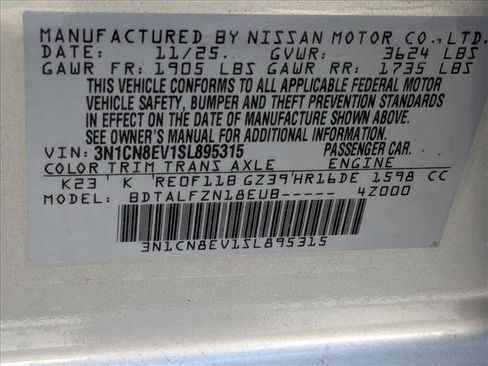 MANUFACTURED BY NISSAN MOTOR CO.,LTD.
DATE: 11/25. GVWR: 3624 LBS
GAWR FR: 1905 LBS GAWR RR: 1735 LBS
THIS VEHICLE CONFORMS TO ALL APPLICABLE FEDERAL MOTOR
VEHICLE SAFETY, BUMPER AND THEFT PREVENTION STANDARDS
IN EFFECT ON THE DATE OF MANUFACTURE SHOWN ABOVE.
SEE OWNER'S MANUAL FOR ADDITIONAL INFORMATION.
VIN: 3N1CN8EV1SL895315 PASSENGER CAR.
COLOR TRIM TRANS AXLE ENGINE
K23 K RE0F11B GZ39 HR16DE 1598 CC
MODEL: BDTALFZN18EUB----- 4Z000
3N1CN8EV1SL895315